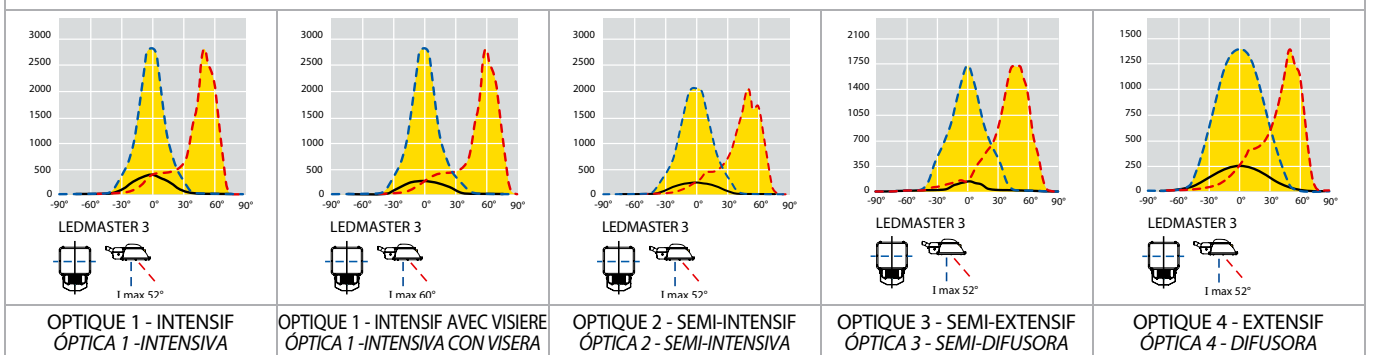 3000
2500
2000
1500
1000
500
0
-90° -60° -30° 0° 30° 60° 90°
LEDMASTER 3
I max 52°
OPTIQUE 1 - INTENSIF
ÓPTICA 1 -INTENSIVA
3000
2500
2000
1500
1000
500
0
-90° -60° -30° 0° 30° 60° 90°
LEDMASTER 3
I max 60°
OPTIQUE 1 - INTENSIF AVEC VISIERE
ÓPTICA 1 -INTENSIVA CON VISERA
3000
2500
2000
1500
1000
500
0
-90° -60° -30° 0° 30° 60° 90°
LEDMASTER 3
I max 52°
OPTIQUE 2 - SEMI-INTENSIF
ÓPTICA 2 - SEMI-INTENSIVA
2100
1750
1400
1050
700
350
0
-90° -60° -30° 0° 30° 60° 90°
LEDMASTER 3
I max 52°
OPTIQUE 3 - SEMI-EXTENSIF
ÓPTICA 3 - SEMI-DIFUSORA
1500
1250
1000
750
500
250
0
-90° -60° -30° 0° 30° 60° 90°
LEDMASTER 3
I max 52°
OPTIQUE 4 - EXTENSIF
ÓPTICA 4 - DIFUSORA